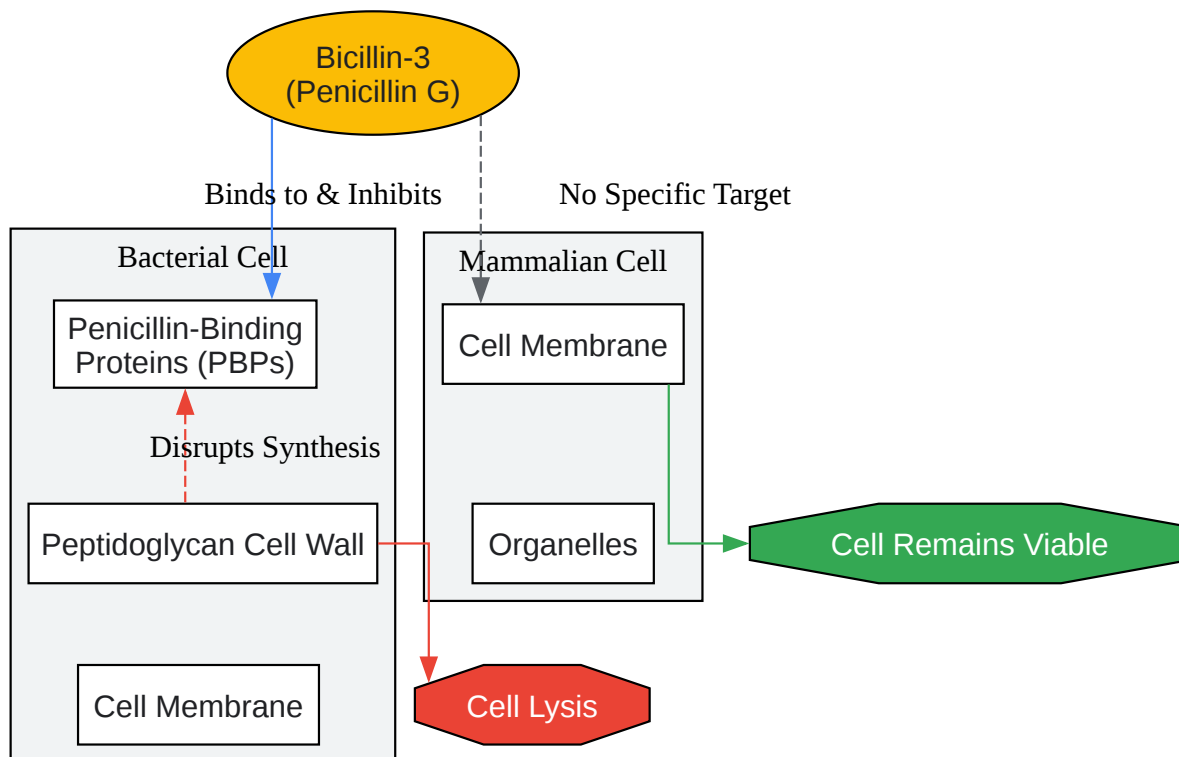 Bicillin-3
(Penicillin G)
Binds to & Inhibits
No Specific Target
Bacterial Cell
Mammalian Cell
Penicillin-Binding
Proteins (PBPs)
Cell Membrane
Disrupts Synthesis
Peptidoglycan Cell Wall
Organelles
Cell Remains Viable
Cell Membrane
Cell Lysis